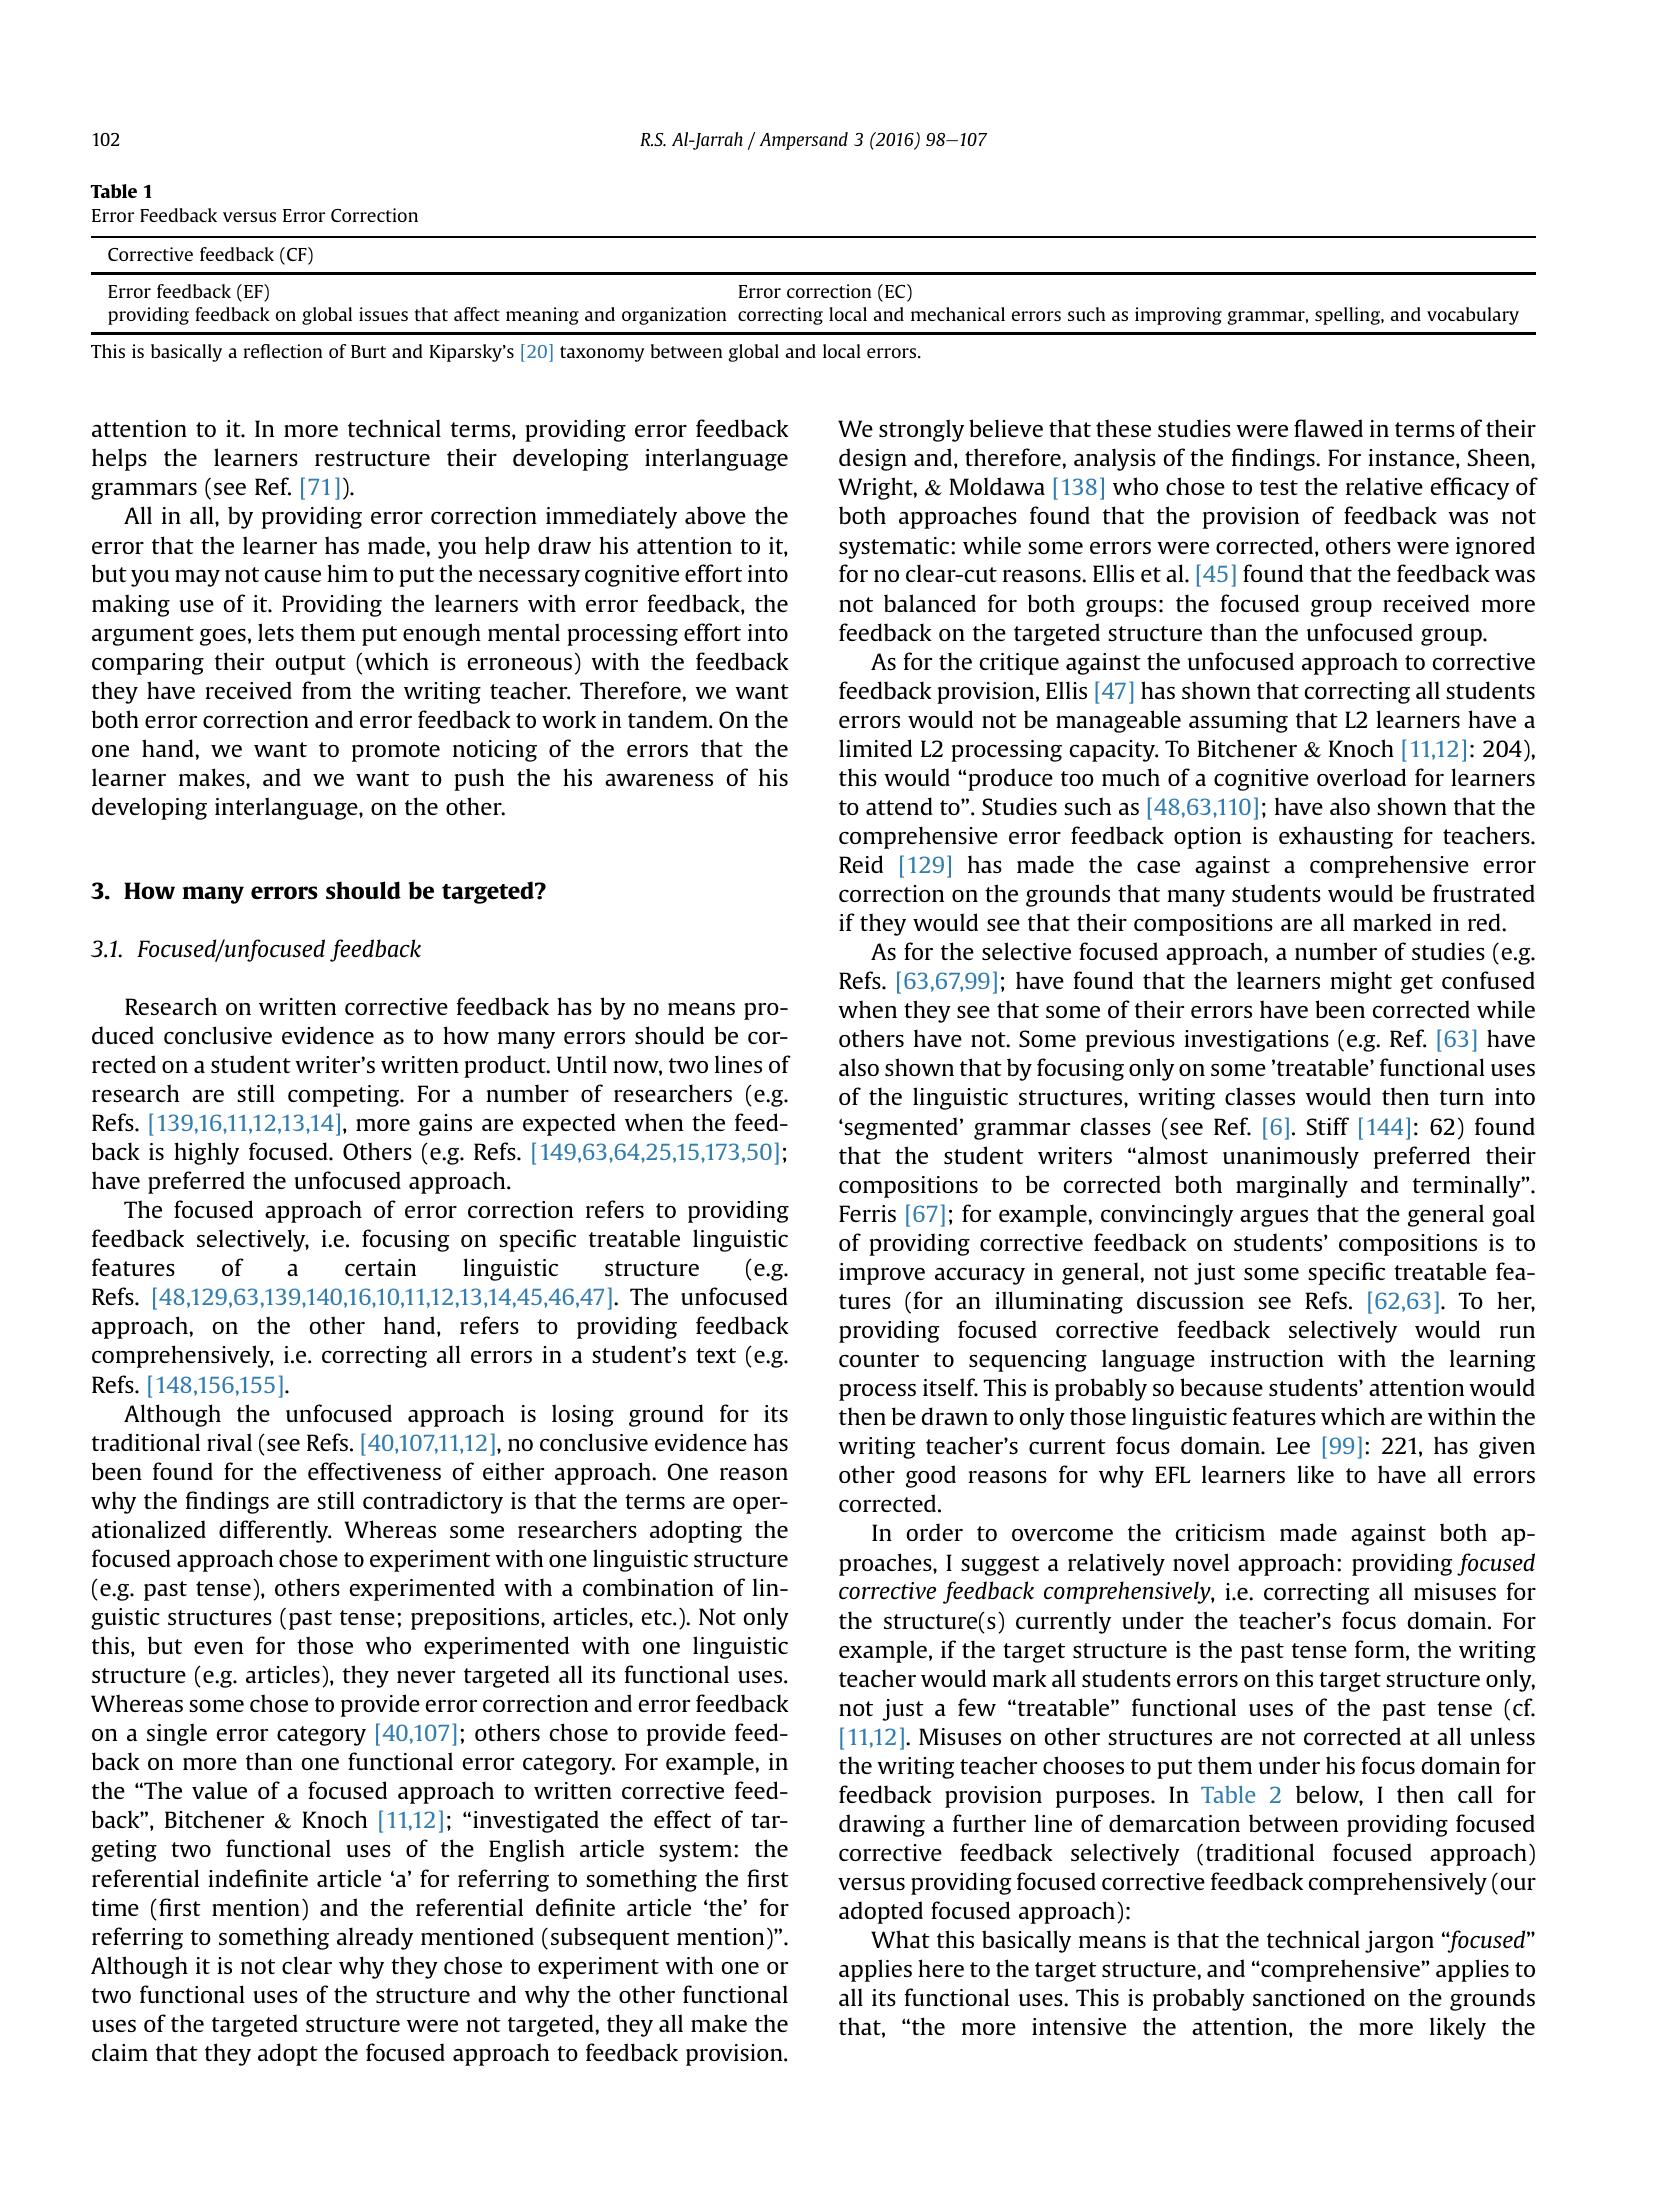 102
R.S. Al-Jarrah / Ampersand 3 (2016) 98–107
Table 1
Error Feedback versus Error Correction
Corrective feedback (CF)
Error feedback (EF) Error correction (EC)
providing feedback on global issues that affect meaning and organization correcting local and mechanical errors such as improving grammar, spelling, and vocabulary
This is basically a reflection of Burt and Kiparsky's [20] taxonomy between global and local errors.
attention to it. In more technical terms, providing error feedback
helps the learners restructure their developing interlanguage
grammars (see Ref. [71]).
All in all, by providing error correction immediately above the
error that the learner has made, you help draw his attention to it,
but you may not cause him to put the necessary cognitive effort into
making use of it. Providing the learners with error feedback, the
argument goes, lets them put enough mental processing effort into
comparing their output (which is erroneous) with the feedback
they have received from the writing teacher. Therefore, we want
both error correction and error feedback to work in tandem. On the
one hand, we want to promote noticing of the errors that the
learner makes, and we want to push the his awareness of his
developing interlanguage, on the other.
3. How many errors should be targeted?
3.1. Focused/unfocused feedback
Research on written corrective feedback has by no means pro-
duced conclusive evidence as to how many errors should be cor-
rected on a student writer's written product. Until now, two lines of
research are still competing. For a number of researchers (e.g.
Refs. [139,16,11,12,13,14], more gains are expected when the feed-
back is highly focused. Others (e.g. Refs. [149,63,64,25,15,173,50];
have preferred the unfocused approach.
The focused approach of error correction refers to providing
feedback selectively, i.e. focusing on specific treatable linguistic
features of a certain linguistic structure (e.g.
Refs. [48,129,63,139,140,16,10,11,12,13,14,45,46,47]. The unfocused
approach, on the other hand, refers to providing feedback
comprehensively, i.e. correcting all errors in a student's text (e.g.
Refs. [148,156,155].
Although the unfocused approach is losing ground for its
traditional rival (see Refs. [40,107,11,12], no conclusive evidence has
been found for the effectiveness of either approach. One reason
why the findings are still contradictory is that the terms are oper-
ationalized differently. Whereas some researchers adopting the
focused approach chose to experiment with one linguistic structure
(e.g. past tense), others experimented with a combination of lin-
guistic structures (past tense; prepositions, articles, etc.). Not only
this, but even for those who experimented with one linguistic
structure (e.g. articles), they never targeted all its functional uses.
Whereas some chose to provide error correction and error feedback
on a single error category [40,107]; others chose to provide feed-
back on more than one functional error category. For example, in
the “The value of a focused approach to written corrective feed-
back”, Bitchener & Knoch [11,12]; “investigated the effect of tar-
geting two functional uses of the English article system: the
referential indefinite article ‘a’ for referring to something the first
time (first mention) and the referential definite article ‘the’ for
referring to something already mentioned (subsequent mention)”.
Although it is not clear why they chose to experiment with one or
two functional uses of the structure and why the other functional
uses of the targeted structure were not targeted, they all make the
claim that they adopt the focused approach to feedback provision.
We strongly believe that these studies were flawed in terms of their
design and, therefore, analysis of the findings. For instance, Sheen,
Wright, & Moldawa [138] who chose to test the relative efficacy of
both approaches found that the provision of feedback was not
systematic: while some errors were corrected, others were ignored
for no clear-cut reasons. Ellis et al. [45] found that the feedback was
not balanced for both groups: the focused group received more
feedback on the targeted structure than the unfocused group.
As for the critique against the unfocused approach to corrective
feedback provision, Ellis [47] has shown that correcting all students
errors would not be manageable assuming that L2 learners have a
limited L2 processing capacity. To Bitchener & Knoch [11,12]: 204),
this would “produce too much of a cognitive overload for learners
to attend to”. Studies such as [48,63,110]; have also shown that the
comprehensive error feedback option is exhausting for teachers.
Reid [129] has made the case against a comprehensive error
correction on the grounds that many students would be frustrated
if they would see that their compositions are all marked in red.
As for the selective focused approach, a number of studies (e.g.
Refs. [63,67,99]; have found that the learners might get confused
when they see that some of their errors have been corrected while
others have not. Some previous investigations (e.g. Ref. [63] have
also shown that by focusing only on some ’treatable’ functional uses
of the linguistic structures, writing classes would then turn into
‘segmented’ grammar classes (see Ref. [6]. Stiff [144]: 62) found
that the student writers “almost unanimously preferred their
compositions to be corrected both marginally and terminally”.
Ferris [67]; for example, convincingly argues that the general goal
of providing corrective feedback on students’ compositions is to
improve accuracy in general, not just some specific treatable fea-
tures (for an illuminating discussion see Refs. [62,63]. To her,
providing focused corrective feedback selectively would run
counter to sequencing language instruction with the learning
process itself. This is probably so because students’ attention would
then be drawn to only those linguistic features which are within the
writing teacher's current focus domain. Lee [99]: 221, has given
other good reasons for why EFL learners like to have all errors
corrected.
In order to overcome the criticism made against both ap-
proaches, I suggest a relatively novel approach: providing focused
corrective feedback comprehensively, i.e. correcting all misuses for
the structure(s) currently under the teacher's focus domain. For
example, if the target structure is the past tense form, the writing
teacher would mark all students errors on this target structure only,
not just a few “treatable” functional uses of the past tense (cf.
[11,12]. Misuses on other structures are not corrected at all unless
the writing teacher chooses to put them under his focus domain for
feedback provision purposes. In Table 2 below, I then call for
drawing a further line of demarcation between providing focused
corrective feedback selectively (traditional focused approach)
versus providing focused corrective feedback comprehensively (our
adopted focused approach):
What this basically means is that the technical jargon “focused”
applies here to the target structure, and “comprehensive” applies to
all its functional uses. This is probably sanctioned on the grounds
that, “the more intensive the attention, the more likely the